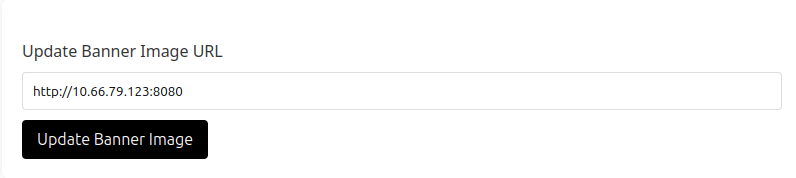 Update Banner Image URL
http://10.66.79.123:8080
Update Banner Image